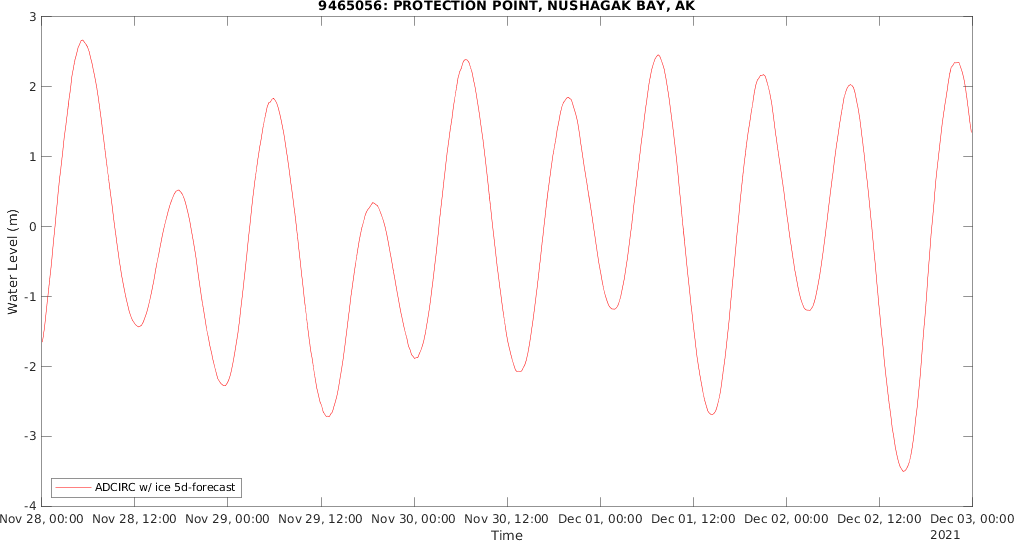 9465056: PROTECTION POINT, NUSHAGAK BAY, AK
3
2
1
0
-1
-2
-3
-4
Water Level (m)
ADCIRC w/ ice 5d-forecast
Nov 28, 00:00 Nov 28, 12:00 Nov 29, 00:00 Nov 29, 12:00 Nov 30, 00:00 Nov 30, 12:00 Dec 01, 00:00 Dec 01, 12:00 Dec 02, 00:00 Dec 02, 12:00 Dec 03, 00:00
Time
2021